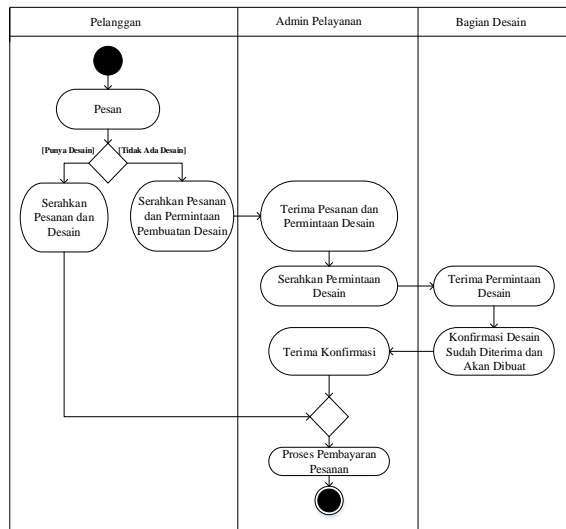 Pelanggan
Admin Pelayanan
Bagian Desain
Pesan
[Punya Desain]
[Tidak Ada Desain]
Serahkan
Pesanan dan
Desain
Serahkan Pesanan
dan Permintaan
Pembuatan Desain
Terima Pesanan dan
Permintaan Desain
Serahkan Permintaan
Desain
Terima Permintaan
Desain
Konfirmasi Desain
Sudah Diterima dan
Akan Dibuat
Terima Konfirmasi
Proses Pembayaran
Pesanan